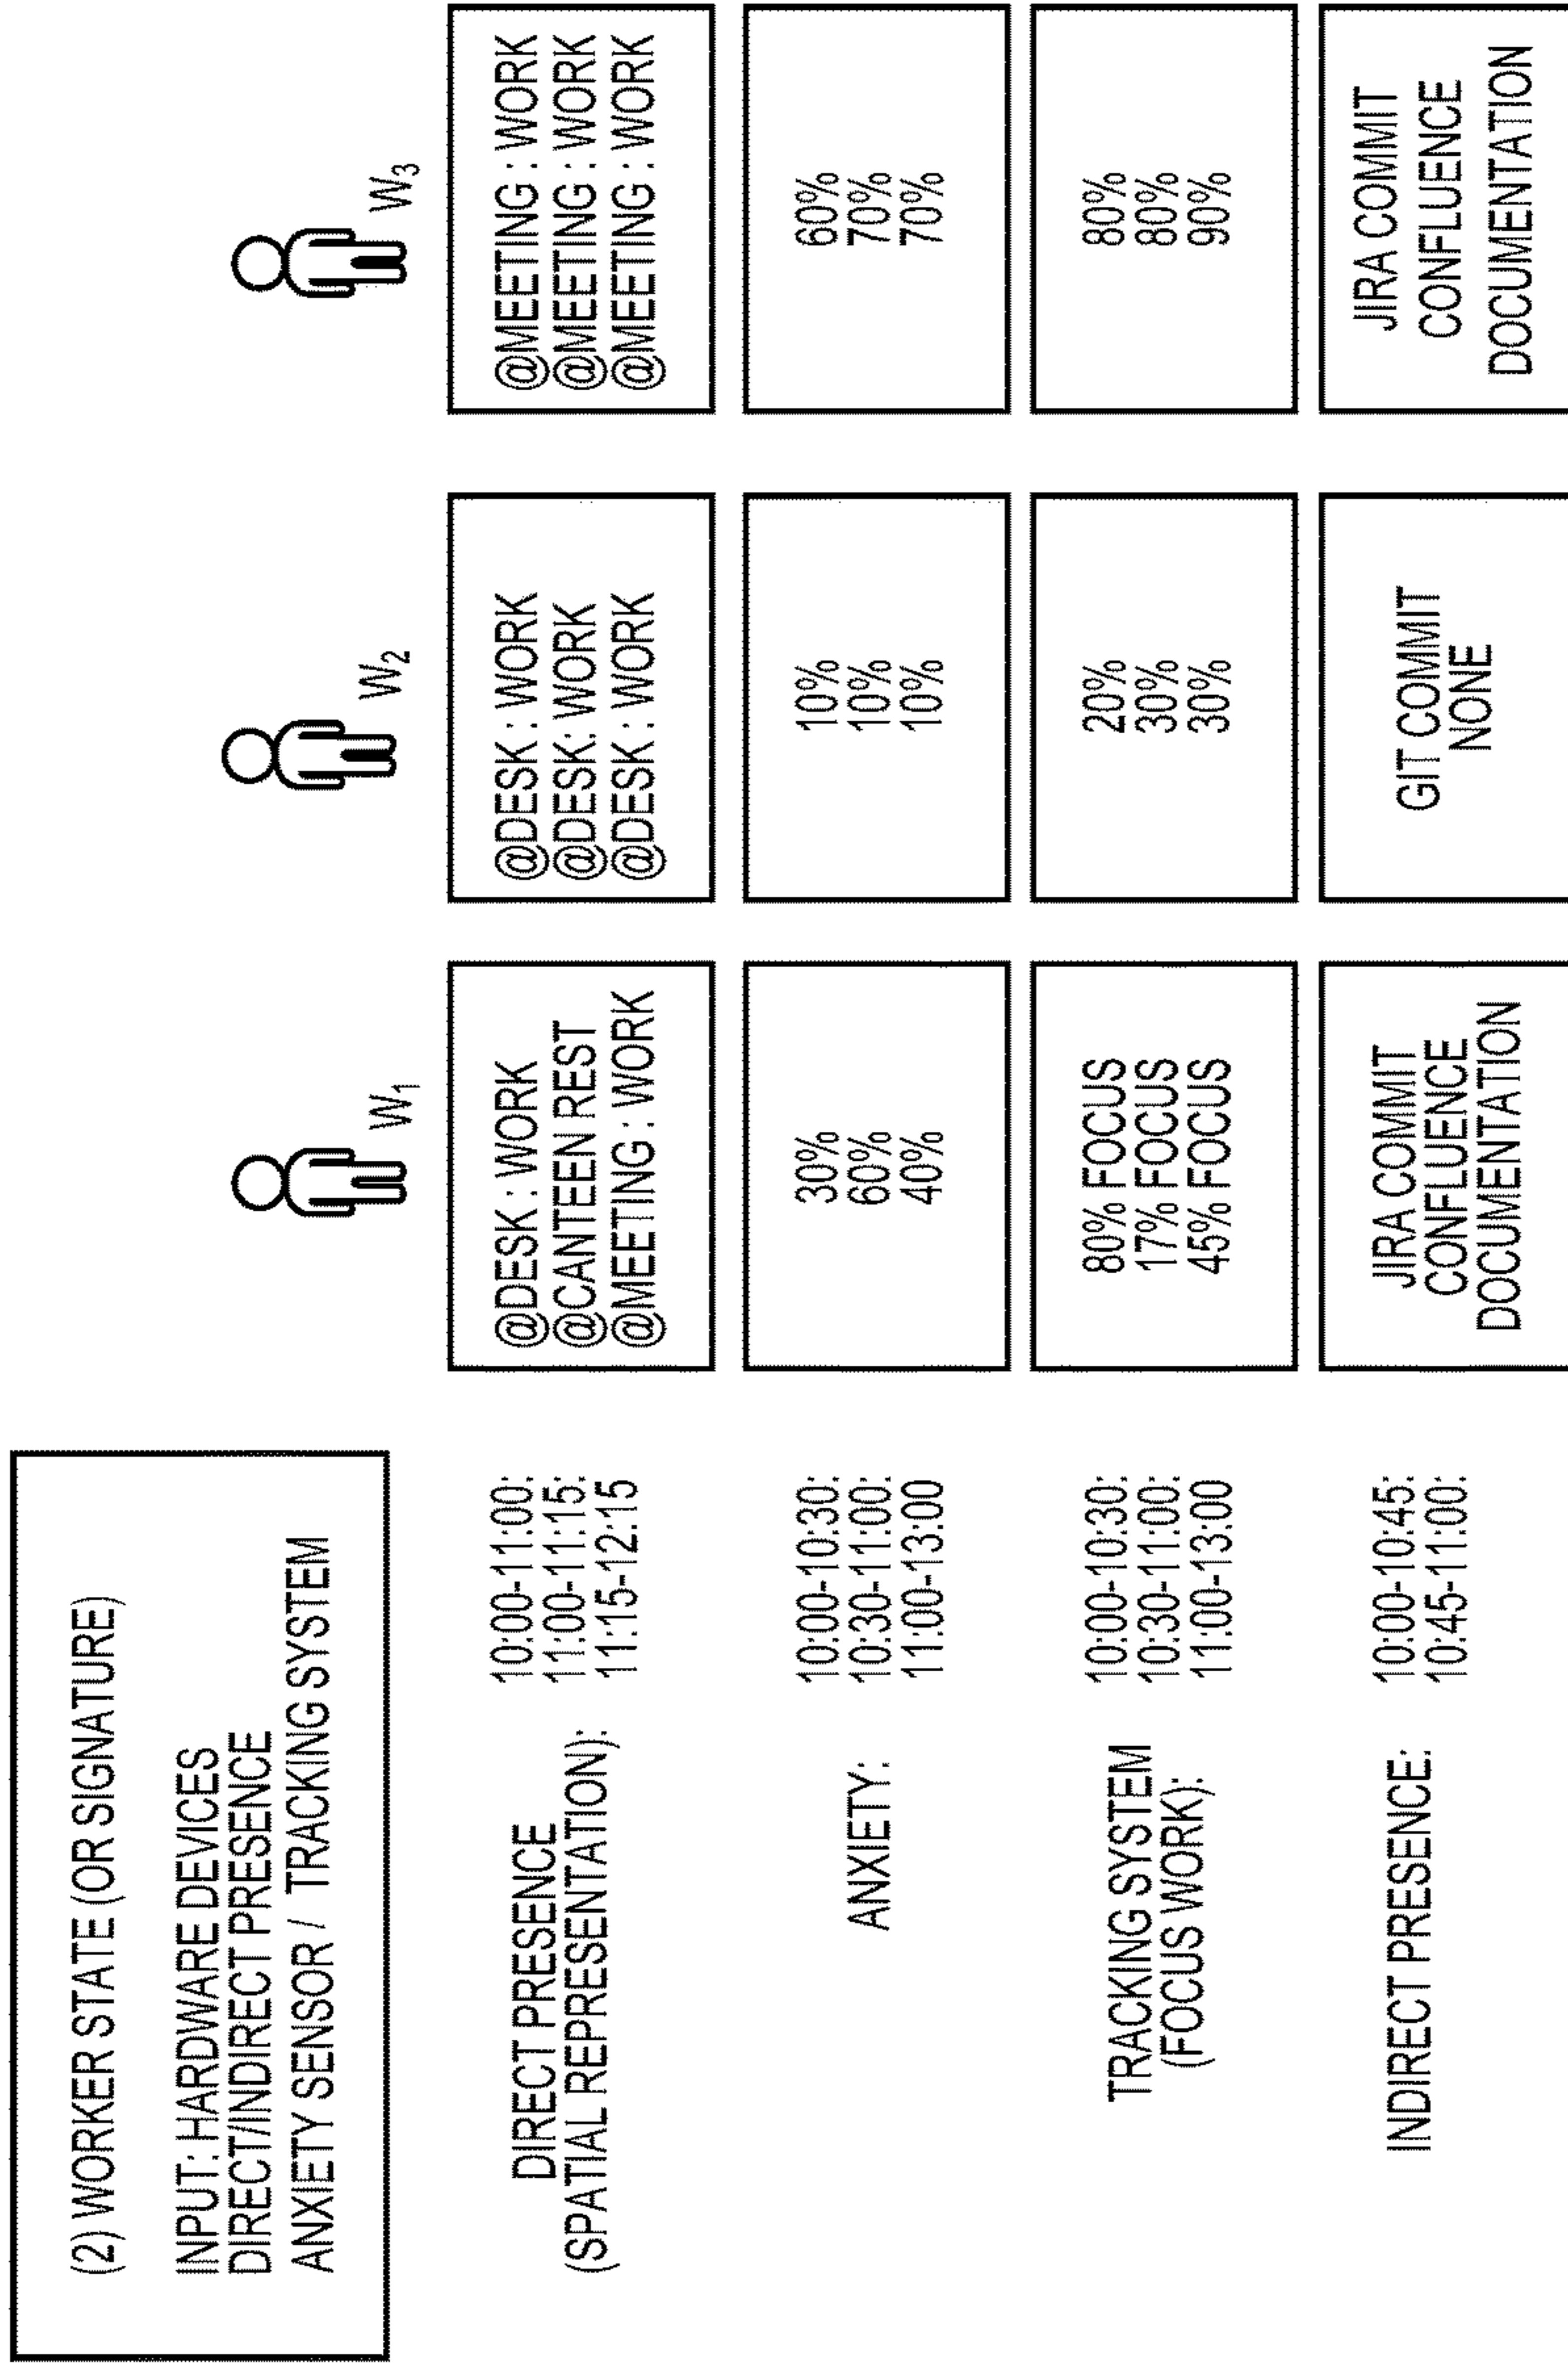 (2) WORKER STATE (OR SIGNATURE)
INPUT: HARDWARE DEVICES
DIRECT/INDIRECT PRESENCE
ANXIETY SENSOR / TRACKING SYSTEM
W1
W2
W3
DIRECT PRESENCE
(SPATIAL REPRESENTATION):
10:00-11:00:
11:00-11:15:
11:15-12:15
@DESK : WORK
@CANTEEN REST
@MEETING : WORK
@DESK : WORK
@DESK: WORK
@DESK : WORK
@MEETING : WORK
@MEETING : WORK
@MEETING : WORK
ANXIETY:
10:00-10:30:
10:30-11:00:
11:00-13:00
30%
60%
40%
10%
10%
10%
60%
70%
70%
TRACKING SYSTEM
(FOCUS WORK):
10:00-10:30:
10:30-11:00:
11:00-13:00
80% FOCUS
17% FOCUS
45% FOCUS
20%
30%
30%
80%
80%
90%
INDIRECT PRESENCE:
10:00-10:45:
10:45-11:00:
JIRA COMMIT
CONFLUENCE
DOCUMENTATION
GIT COMMIT
NONE
JIRA COMMIT
CONFLUENCE
DOCUMENTATION